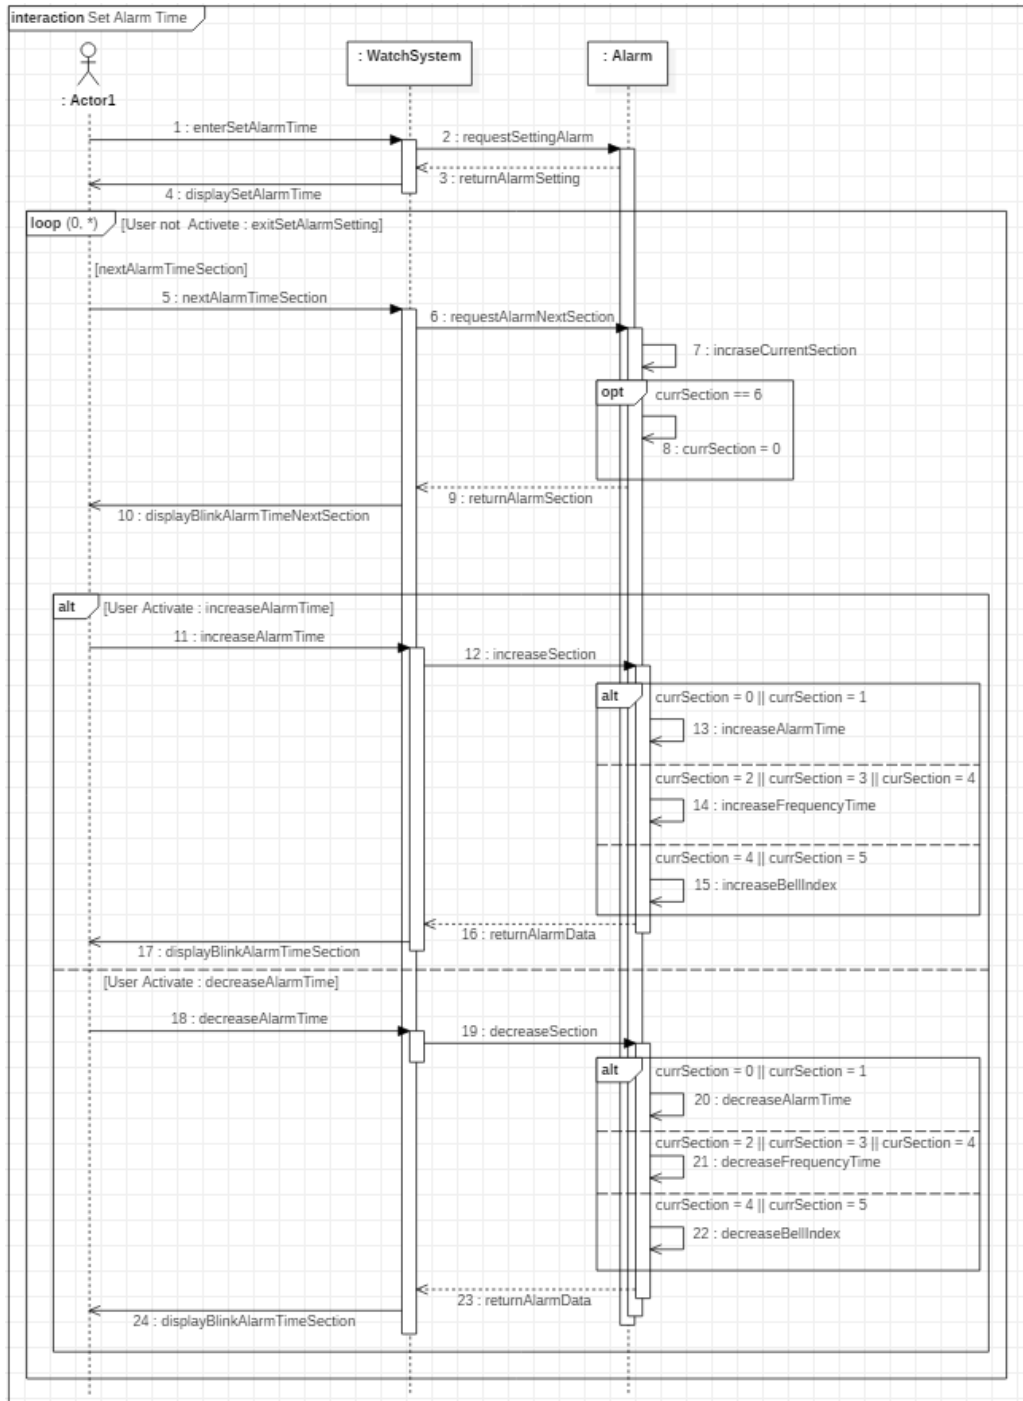 interaction Set Alarm Time
: Actor1
: WatchSystem
: Alarm
1 : enterSetAlarmTime
2 : requestSettingAlarm
3 : returnAlarmSetting
4 : displaySetAlarmTime
loop (0, *) [User not Activete : exitSetAlarmSetting]
[nextAlarmTimeSection]
5 : nextAlarmTimeSection
6 : requestAlarmNextSection
7 : incraseCurrentSection
opt currSection == 6
8 : currSection = 0
9 : returnAlarmSection
10 : displayBlinkAlarmTimeNextSection
alt [User Activate : increaseAlarmTime]
11 : increaseAlarmTime
12 : increaseSection
alt currSection = 0 || currSection = 1
13 : increaseAlarmTime
currSection = 2 || currSection = 3 || curSection = 4
14 : increaseFrequencyTime
currSection = 4 || currSection = 5
15 : increaseBellIndex
16 : returnAlarmData
17 : displayBlinkAlarmTimeSection
[User Activate : decreaseAlarmTime]
18 : decreaseAlarmTime
19 : decreaseSection
alt currSection = 0 || currSection = 1
20 : decreaseAlarmTime
currSection = 2 || currSection = 3 || curSection = 4
21 : decreaseFrequencyTime
currSection = 4 || currSection = 5
22 : decreaseBellIndex
23 : returnAlarmData
24 : displayBlinkAlarmTimeSection